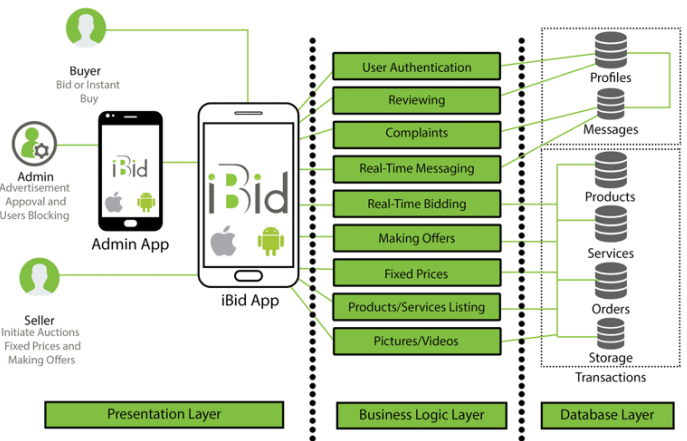 Buyer
Bid or Instant
Buy
Admin
Advertisement
Appoval and
Users Blocking
iBid
Admin App
iBid
iBid App
Seller
Initiate Auctions
Fixed Prices and
Making Offers
User Authentication
Reviewing
Complaints
Real-Time Messaging
Real-Time Bidding
Making Offers
Fixed Prices
Products/Services Listing
Pictures/Videos
Profiles
Messages
Products
Services
Orders
Storage
Transactions
Presentation Layer
Business Logic Layer
Database Layer